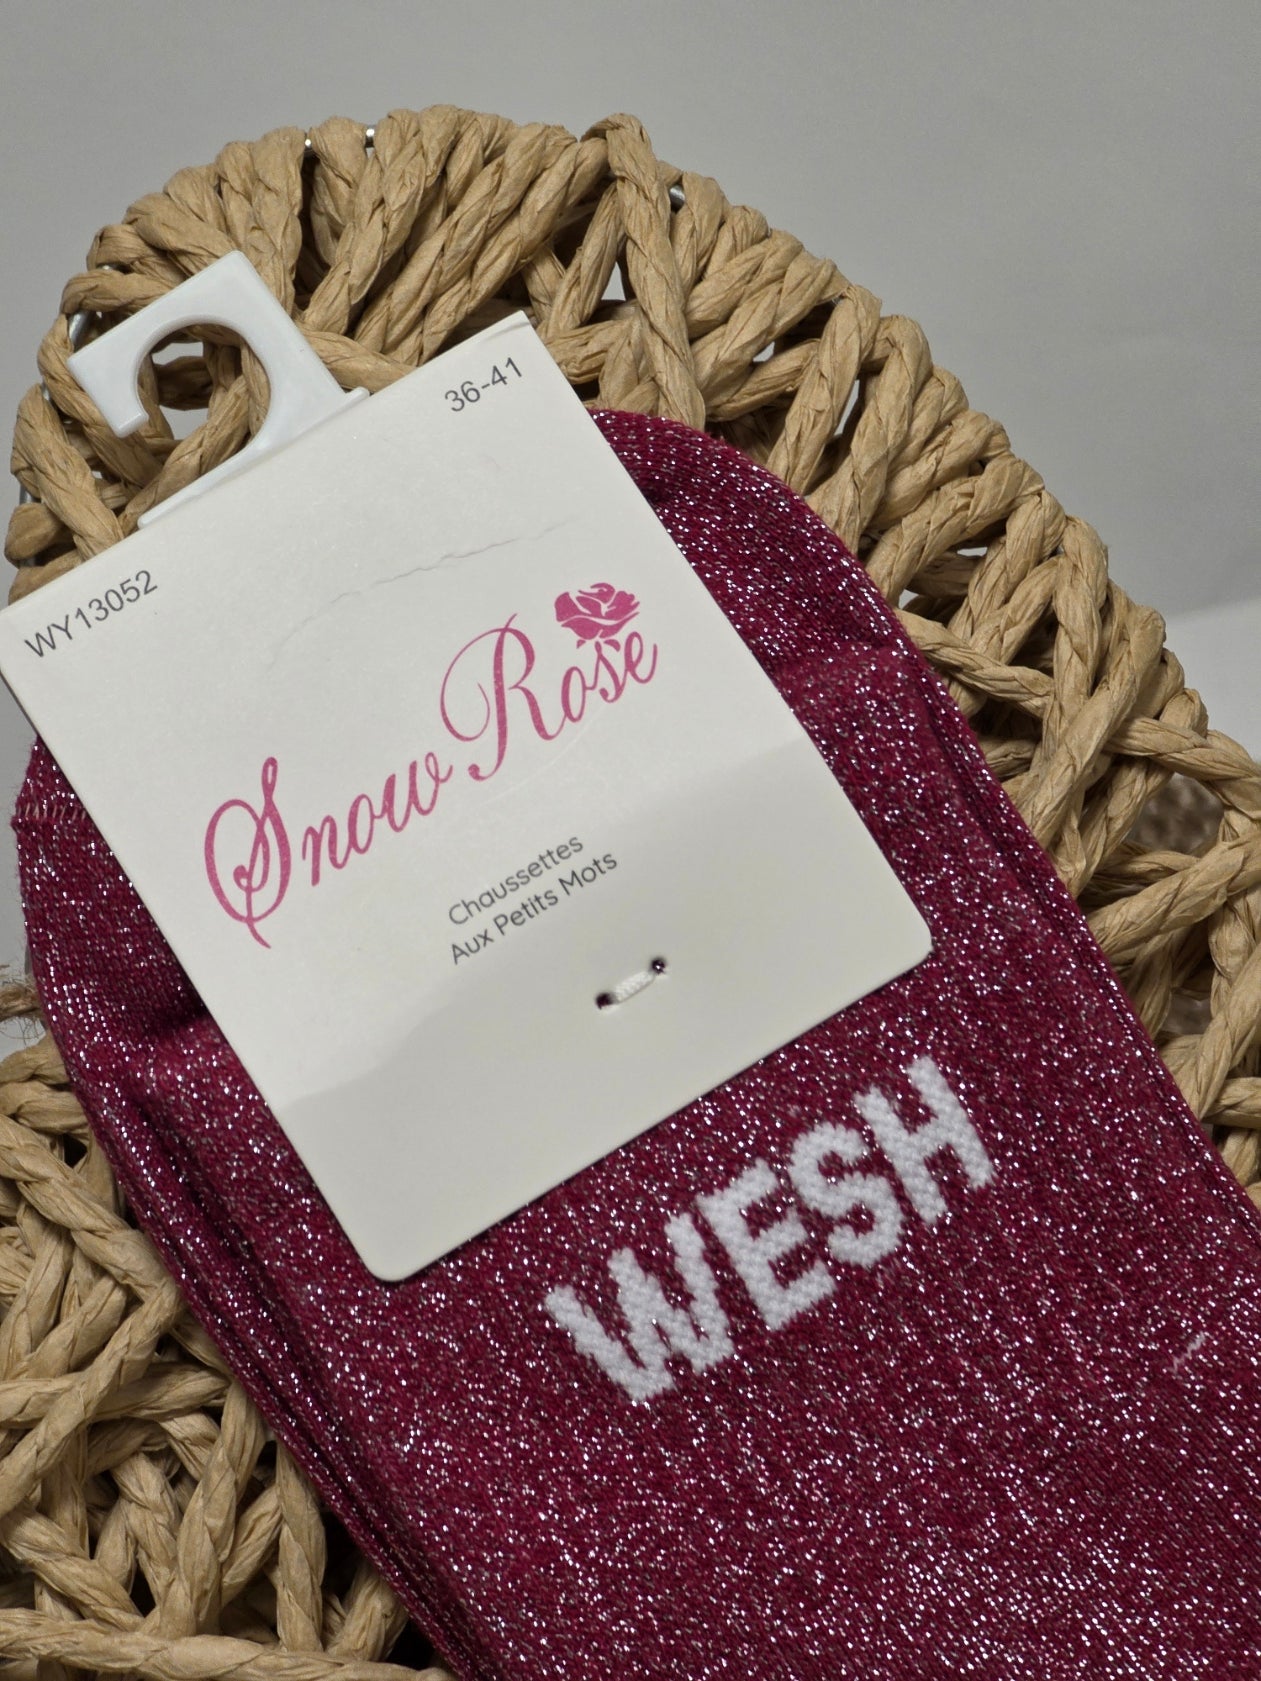 36-41
WY13052
Snow Rose
Chaussettes
Aux Petits Mots
WESH